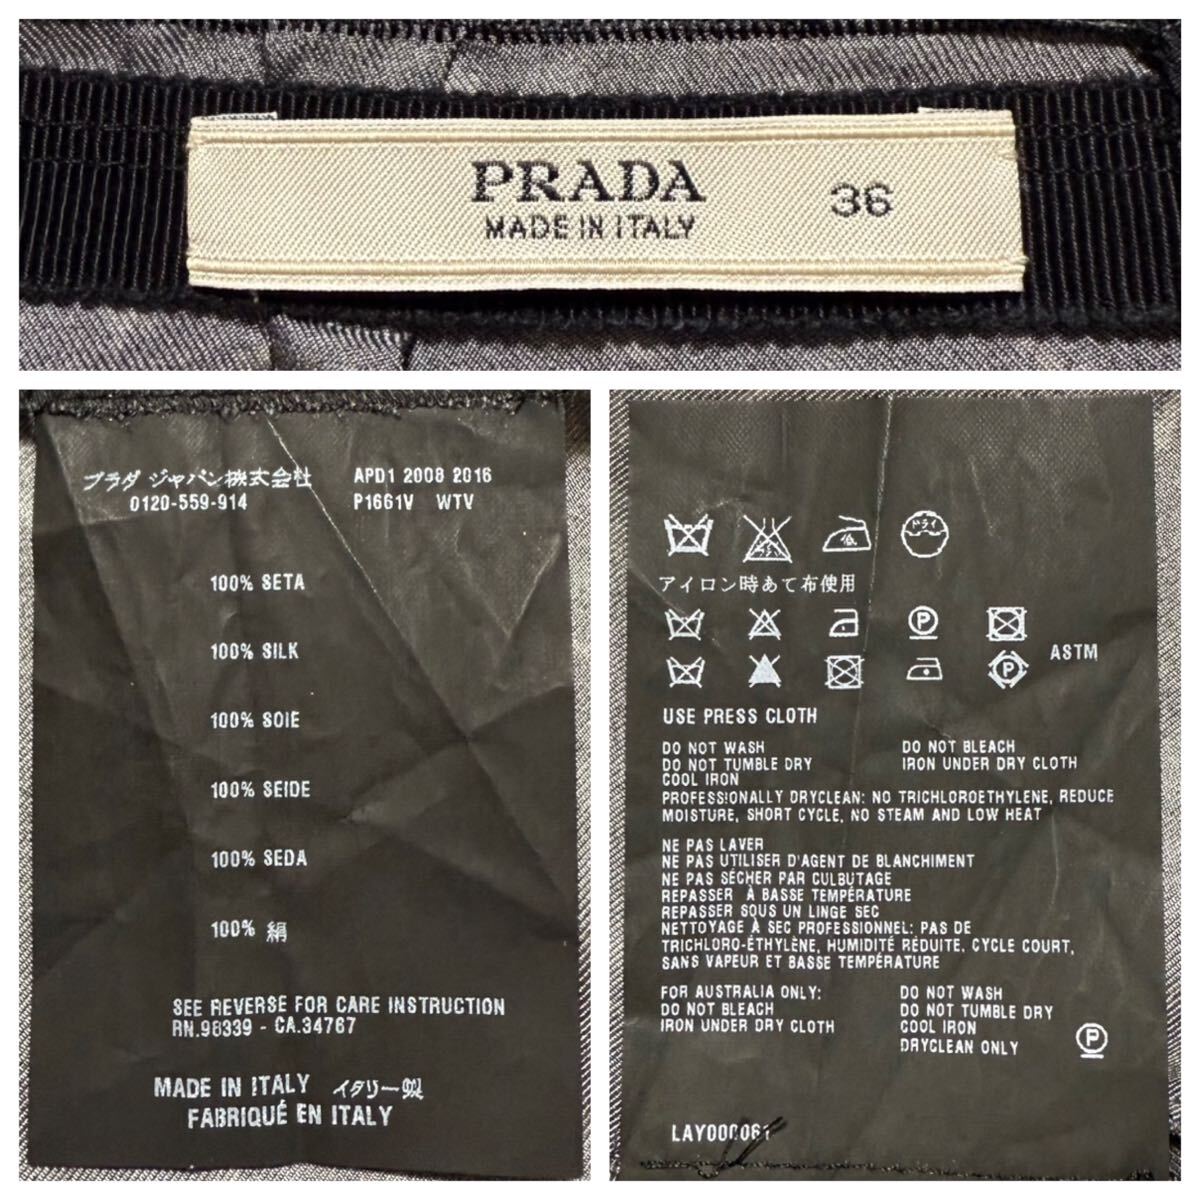 PRADA 36
MADE IN ITALY
プラダ ジャパン株式会社 APD1 2008 2016
0120-559-914 P1661V WTV
100% SETA
100% SILK
100% SOIE
100% SEIDE
100% SEDA
100% 絹
SEE REVERSE FOR CARE INSTRUCTION
RN.98339 - CA.34767
MADE IN ITALY イタリー製
FABRIQUÉ EN ITALY
低 ドライ
アイロン時あて布使用
P
P ASTM
USE PRESS CLOTH
DO NOT WASH DO NOT BLEACH
DO NOT TUMBLE DRY IRON UNDER DRY CLOTH
COOL IRON
PROFESSIONALLY DRYCLEAN: NO TRICHLOROETHYLENE, REDUCE
MOISTURE, SHORT CYCLE, NO STEAM AND LOW HEAT
NE PAS LAVER
NE PAS UTILISER D'AGENT DE BLANCHIMENT
NE PAS SÉCHER PAR CULBUTAGE
REPASSER À BASSE TEMPÉRATURE
REPASSER SOUS UN LINGE SEC
NETTOYAGE À SEC PROFESSIONNEL: PAS DE
TRICHLORO-ÉTHYLÈNE, HUMIDITÉ RÉDUITE, CYCLE COURT,
SANS VAPEUR ET BASSE TEMPÉRATURE
FOR AUSTRALIA ONLY: DO NOT WASH
DO NOT BLEACH DO NOT TUMBLE DRY
IRON UNDER DRY CLOTH COOL IRON
DRYCLEAN ONLY P
LAY000061